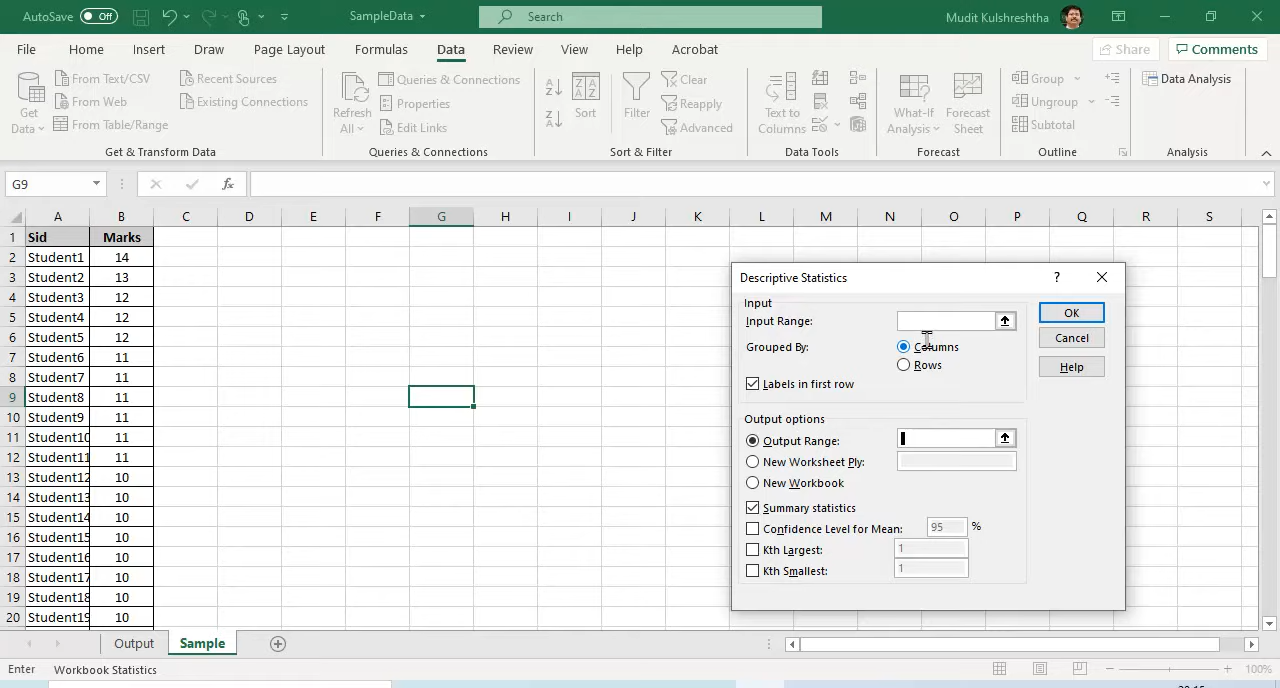 AutoSave Off SampleData Search Mudit Kulshreshtha
File Home Insert Draw Page Layout Formulas Data Review View Help Acrobat Share Comments
Get Data From Text/CSV From Web From Table/Range Recent Sources Existing Connections
Get & Transform Data
Refresh All Queries & Connections Properties Edit Links
Queries & Connections
Sort Filter Clear Reapply Advanced
Sort & Filter
Text to Columns
Data Tools
What-If Analysis Forecast Sheet
Forecast
Group Ungroup Subtotal
Outline
Data Analysis
Analysis
G9 fx
A B C D E F G H I J K L M N O P Q R S
1 Sid Marks
2 Student1 14
3 Student2 13
4 Student3 12
5 Student4 12
6 Student5 12
7 Student6 11
8 Student7 11
9 Student8 11
10 Student9 11
11 Student10 11
12 Student11 11
13 Student12 10
14 Student13 10
15 Student14 10
16 Student15 10
17 Student16 10
18 Student17 10
19 Student18 10
20 Student19 10
Descriptive Statistics ?
Input
Input Range:
Grouped By: Columns
Rows
Labels in first row
OK
Cancel
Help
Output options
Output Range:
New Worksheet Ply:
New Workbook
Summary statistics
Confidence Level for Mean: 95 %
Kth Largest: 1
Kth Smallest: 1
Output Sample
Enter Workbook Statistics 100%